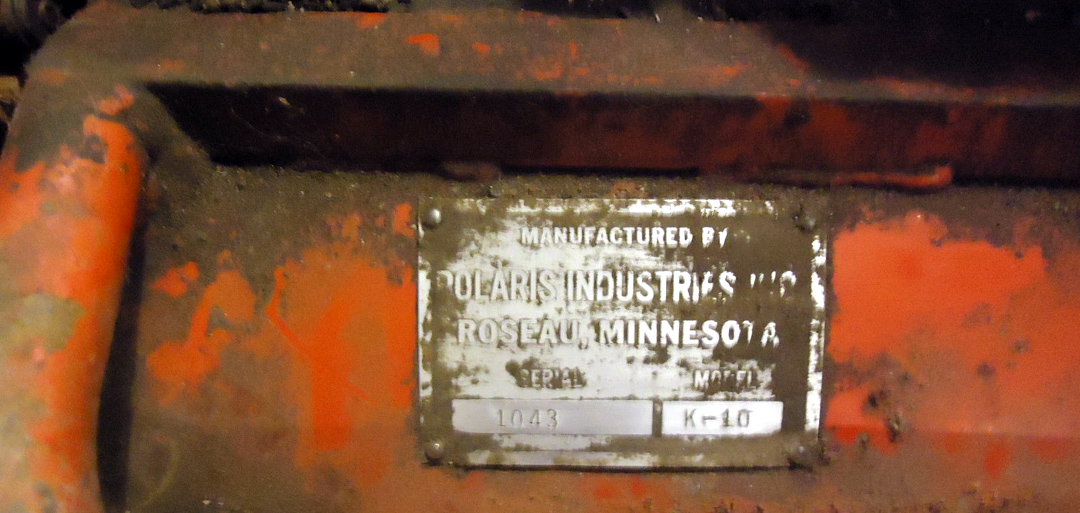 MANUFACTURED BY
POLARIS INDUSTRIES INC
ROSEAU, MINNESOTA
SERIAL MODEL
1043 K-10